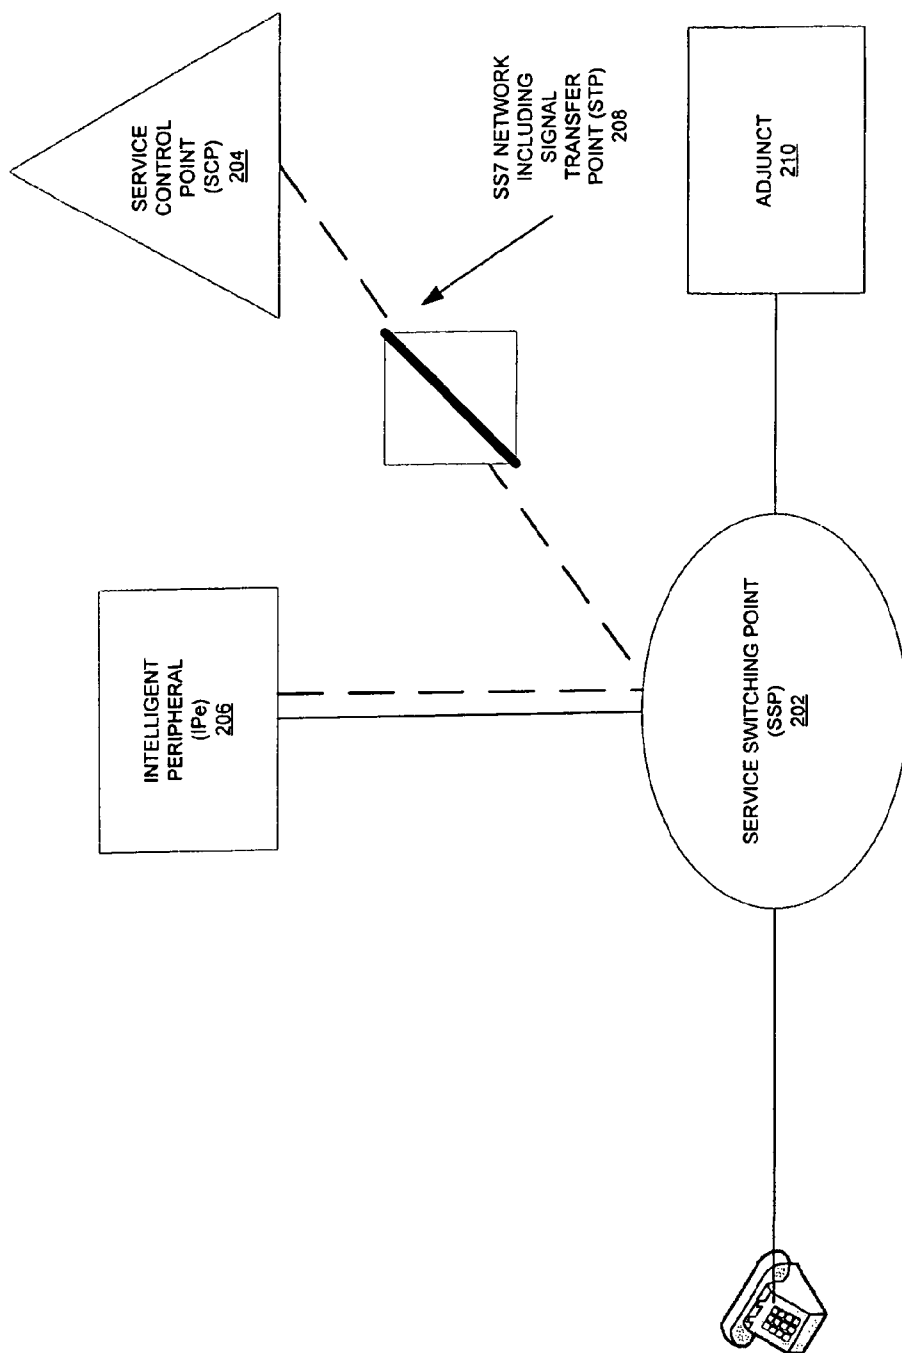 SERVICE
CONTROL
POINT
(SCP)
204
SS7 NETWORK
INCLUDING
SIGNAL
TRANSFER
POINT (STP)
208
INTELLIGENT
PERIPHERAL
(IPe)
206
ADJUNCT
210
SERVICE SWITCHING POINT
(SSP)
202